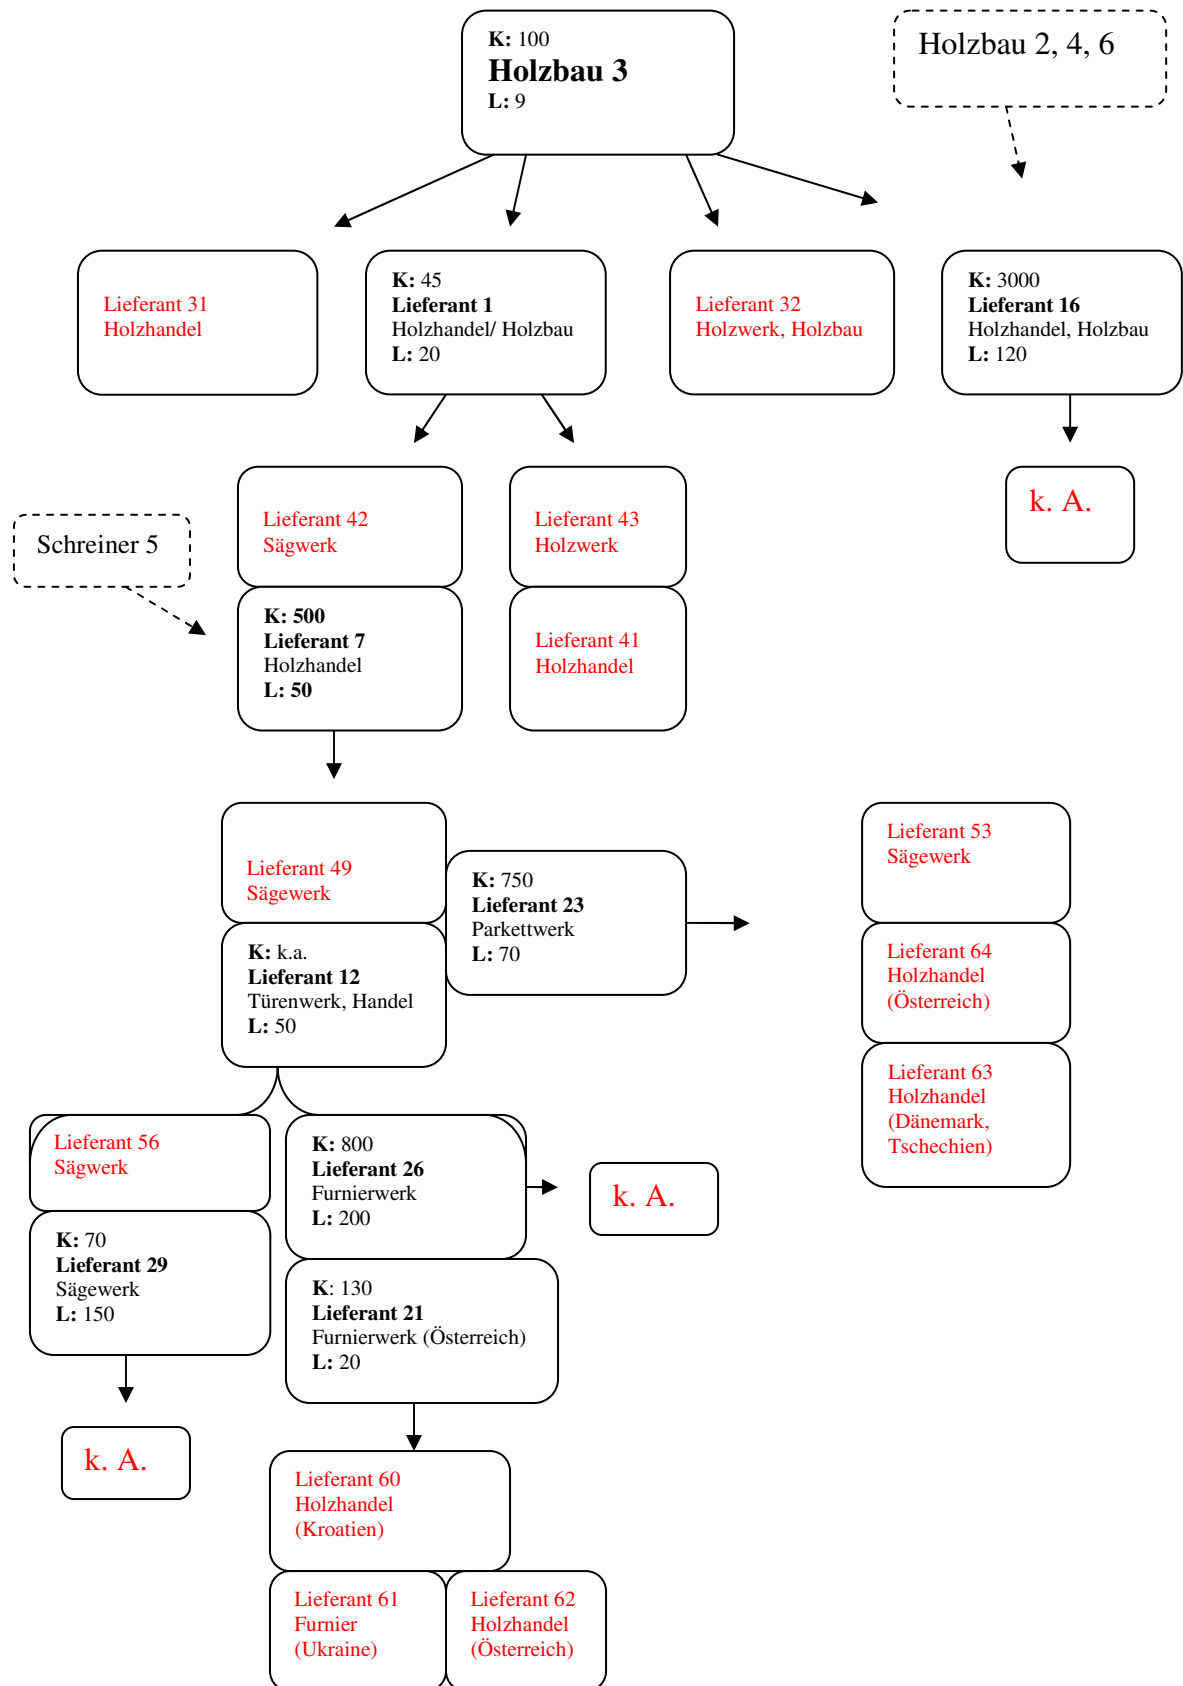 K: 100
Holzbau 3
L: 9
Holzbau 2, 4, 6
Lieferant 31
Holzhandel
K: 45
Lieferant 1
Holzhandel/ Holzbau
L: 20
Lieferant 32
Holzwerk, Holzbau
K: 3000
Lieferant 16
Holzhandel, Holzbau
L: 120
k. A.
Lieferant 42
Sägwerk
Lieferant 43
Holzwerk
Schreiner 5
K: 500
Lieferant 7
Holzhandel
L: 50
Lieferant 41
Holzhandel
Lieferant 49
Sägewerk
K: 750
Lieferant 23
Parkettwerk
L: 70
Lieferant 53
Sägewerk
K: k.a.
Lieferant 12
Türenwerk, Handel
L: 50
Lieferant 64
Holzhandel
(Österreich)
Lieferant 63
Holzhandel
(Dänemark,
Tschechien)
Lieferant 56
Sägwerk
K: 800
Lieferant 26
Furnierwerk
L: 200
k. A.
K: 70
Lieferant 29
Sägewerk
L: 150
K: 130
Lieferant 21
Furnierwerk (Österreich)
L: 20
k. A.
Lieferant 60
Holzhandel
(Kroatien)
Lieferant 61
Furnier
(Ukraine)
Lieferant 62
Holzhandel
(Österreich)